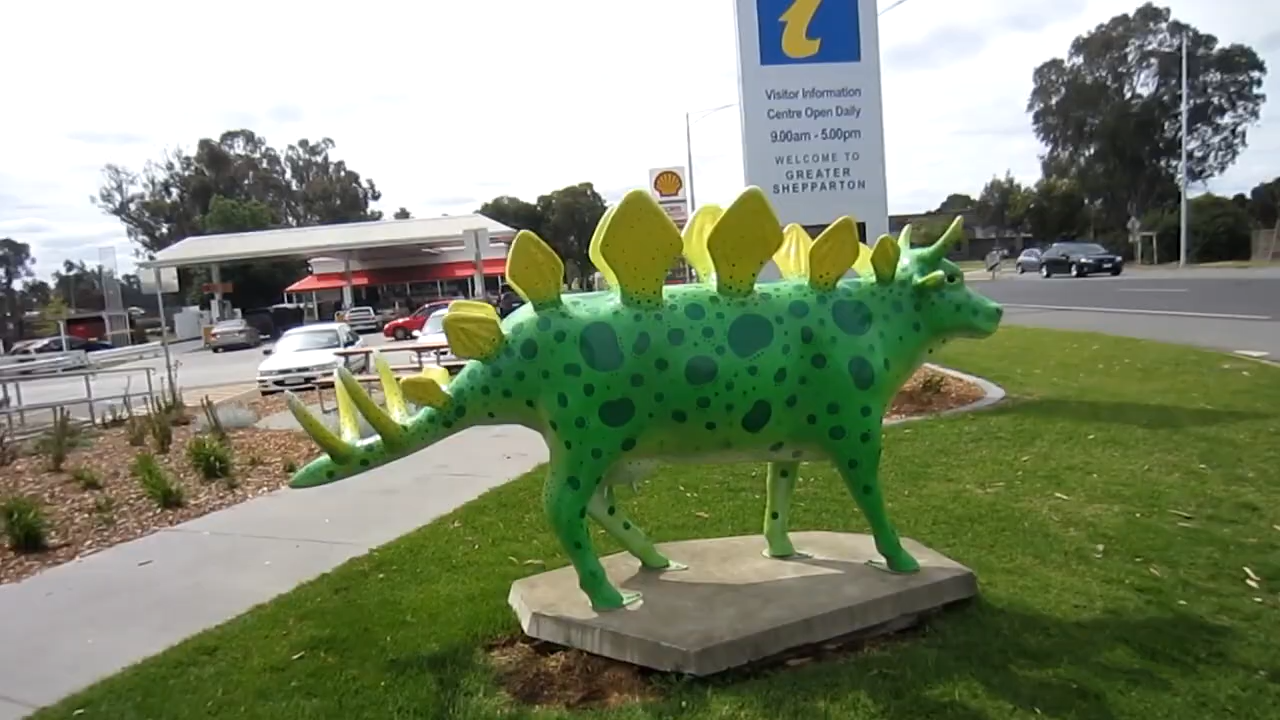 i
Visitor Information
Centre Open Daily
9.00am - 5.00pm
WELCOME TO
GREATER
SHEPPARTON